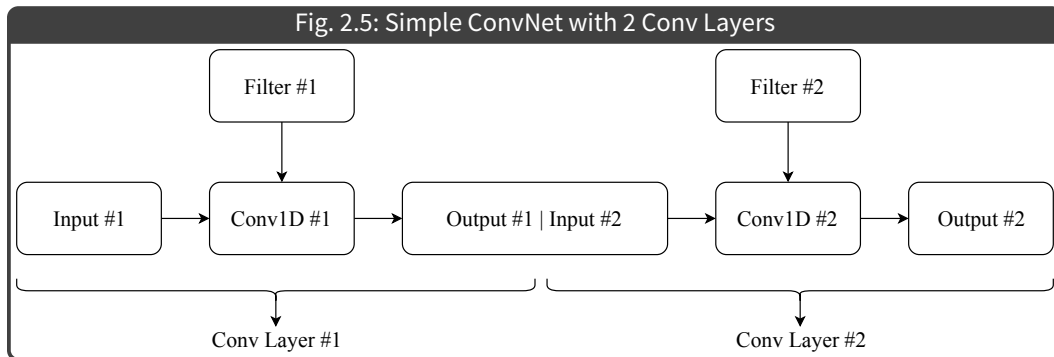 Fig. 2.5: Simple ConvNet with 2 Conv Layers
Filter #1
Filter #2
Input #1
Conv1D #1
Output #1 | Input #2
Conv1D #2
Output #2
Conv Layer #1
Conv Layer #2